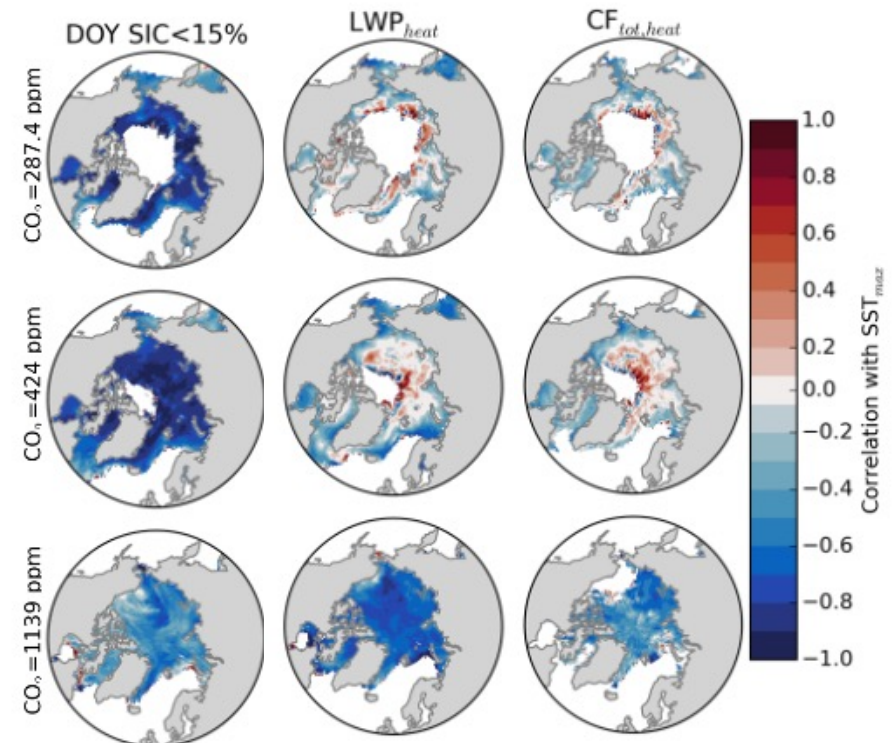 DOY SIC<15%
LWP_heat
CF_tot,heat
CO₂=287.4 ppm
CO₂=424 ppm
CO₂=1139 ppm
1.0
0.8
0.6
0.4
0.2
0.0
−0.2
−0.4
−0.6
−0.8
−1.0
Correlation with SST_max